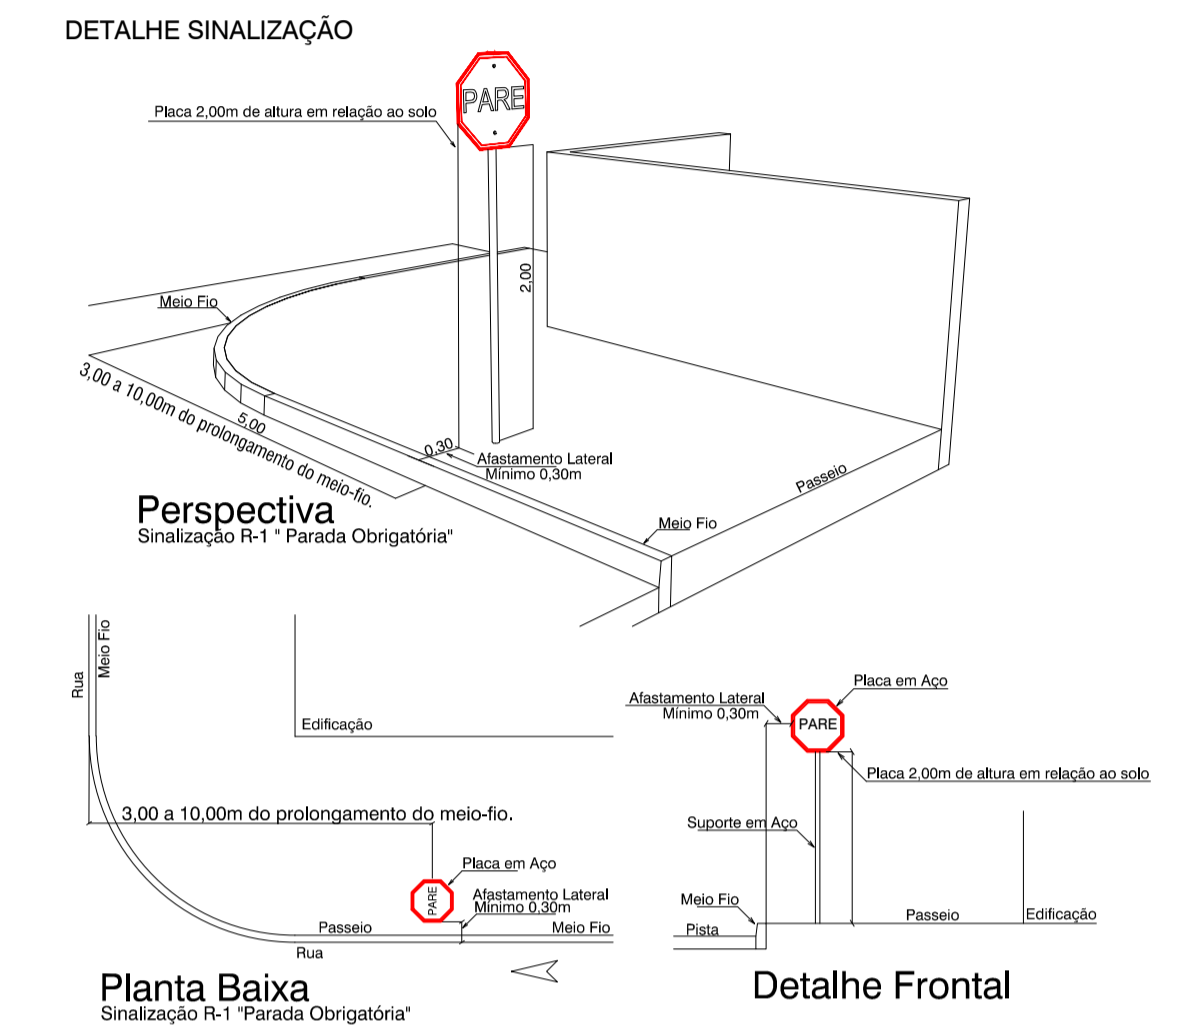 DETALHE SINALIZAÇÃO
PARE
Placa 2,00m de altura em relação ao solo
2,00
Meio Fio
3,00 a 10,00m do prolongamento do meio-fio.
5,00
0,30
Afastamento Lateral
Mínimo 0,30m
Passeio
Meio Fio
Perspectiva
Sinalização R-1 " Parada Obrigatória"
Rua
Meio Fio
Edificação
3,00 a 10,00m do prolongamento do meio-fio.
Placa em Aço
PARE
Afastamento Lateral
Mínimo 0,30m
Passeio
Meio Fio
Rua
Planta Baixa
Sinalização R-1 "Parada Obrigatória"
Placa em Aço
Afastamento Lateral
Mínimo 0,30m
PARE
Placa 2,00m de altura em relação ao solo
Suporte em Aço
Meio Fio
Pista
Passeio
Edificação
Detalhe Frontal